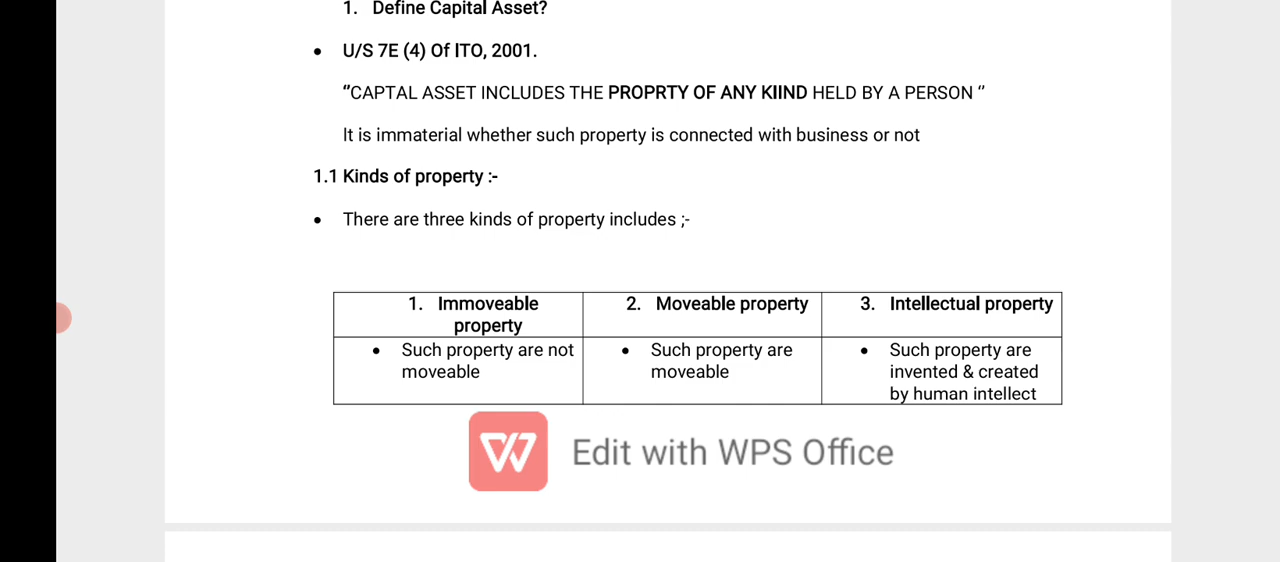 1. Define Capital Asset?
• U/S 7E (4) Of ITO, 2001.
“CAPTAL ASSET INCLUDES THE PROPRTY OF ANY KIIND HELD BY A PERSON “
It is immaterial whether such property is connected with business or not
1.1 Kinds of property :-
• There are three kinds of property includes ;-
1. Immoveable
property
2. Moveable property
3. Intellectual property
• Such property are not
moveable
• Such property are
moveable
• Such property are
invented & created
by human intellect
Edit with WPS Office